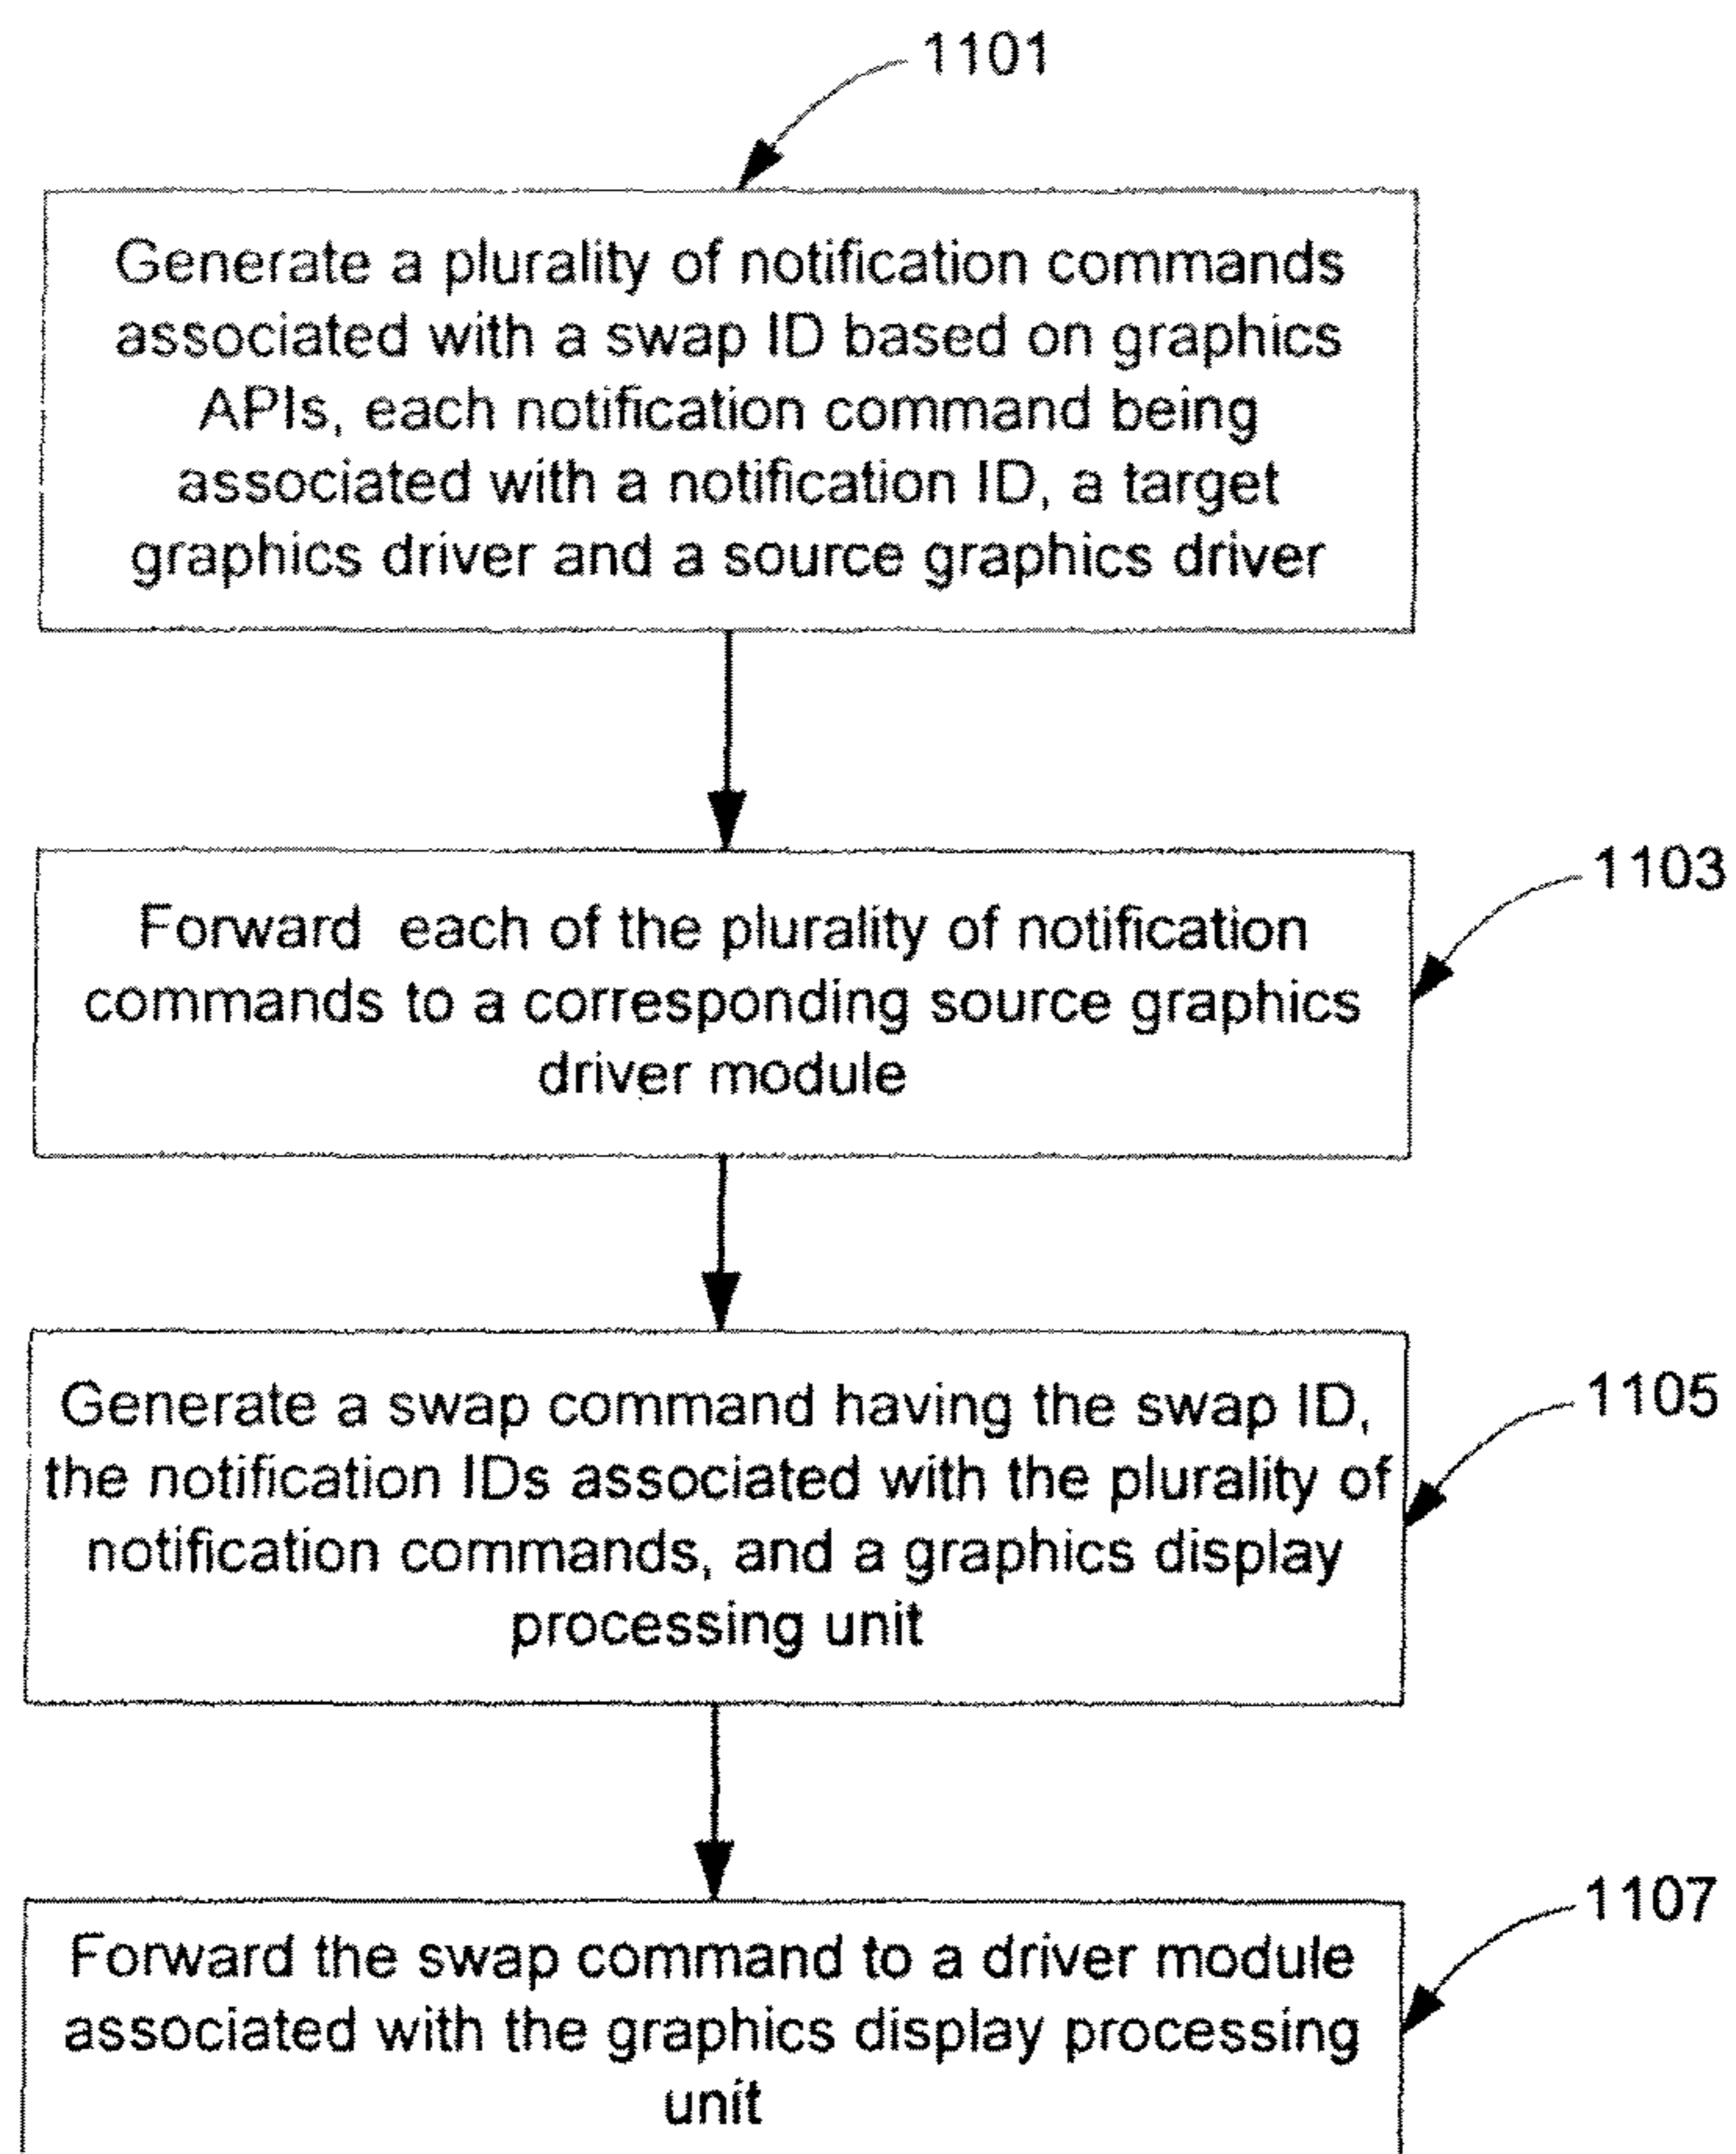 1101
Generate a plurality of notification commands
associated with a swap ID based on graphics
APIs, each notification command being
associated with a notification ID, a target
graphics driver and a source graphics driver
1103
Forward each of the plurality of notification
commands to a corresponding source graphics
driver module
1105
Generate a swap command having the swap ID,
the notification IDs associated with the plurality of
notification commands, and a graphics display
processing unit
1107
Forward the swap command to a driver module
associated with the graphics display processing
unit